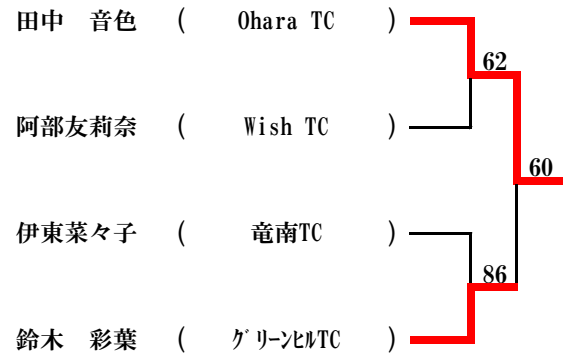 田中　音色 ( Ohara TC )
62
阿部友莉奈 ( Wish TC )
60
伊東菜々子 ( 竜南TC )
86
鈴木　彩葉 ( ｸﾞﾘｰﾝﾋﾙTC )